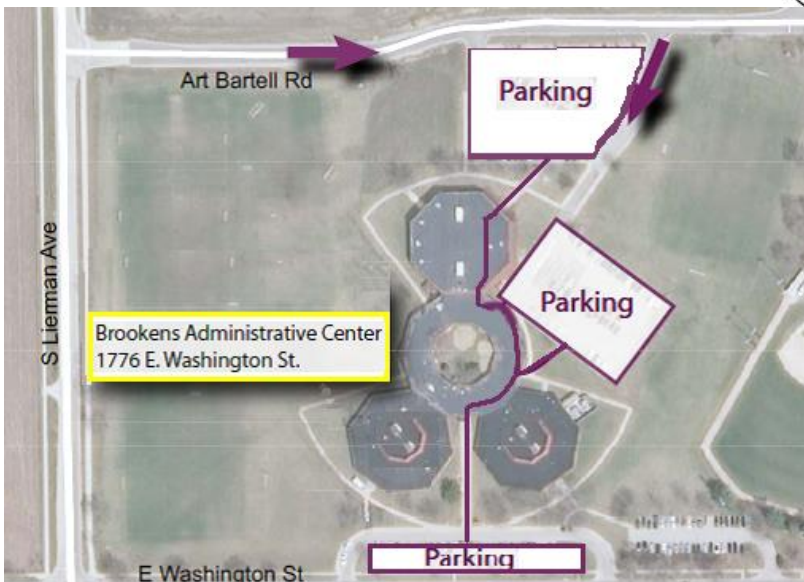 Art Bartell Rd
Parking
S Lierman Ave
Parking
Brookens Administrative Center
1776 E. Washington St.
Parking
E Washington St